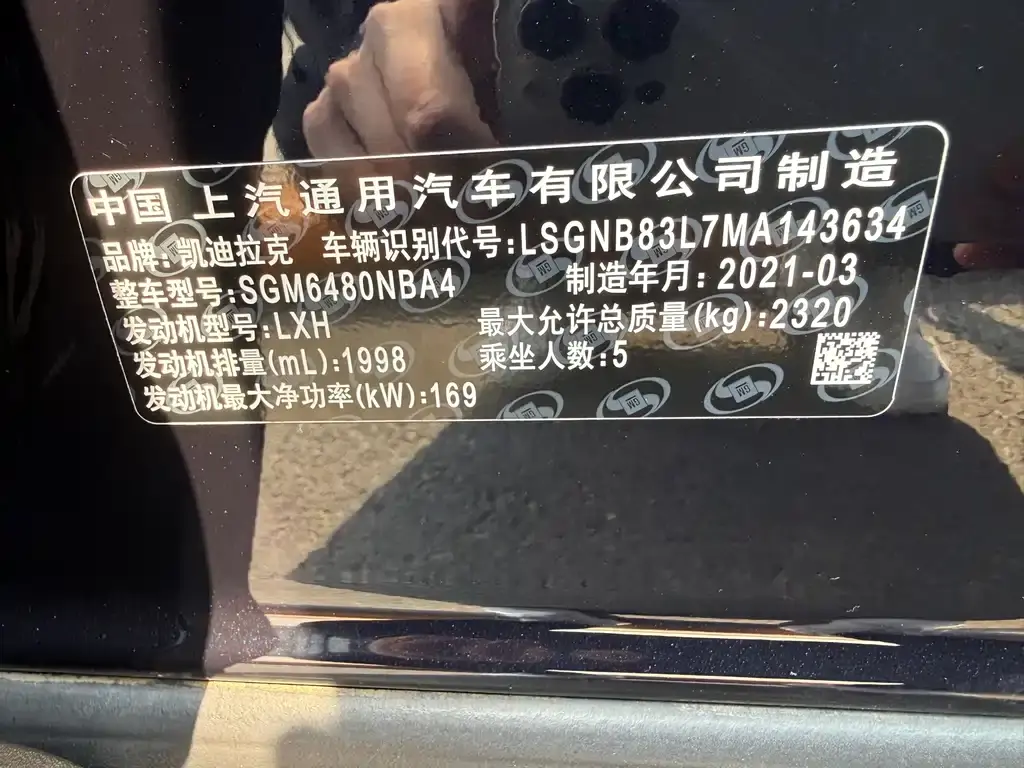 中国 上汽通用汽车有限公司制造
品牌: 凯迪拉克 车辆识别代号:LSGNB83L7MA143634
整车型号:SGM6480NBA4 制造年月: 2021-03
发动机型号:LXH 最大允许总质量(kg):2320
发动机排量(mL):1998 乘坐人数:5
发动机最大净功率(kW):169
GM